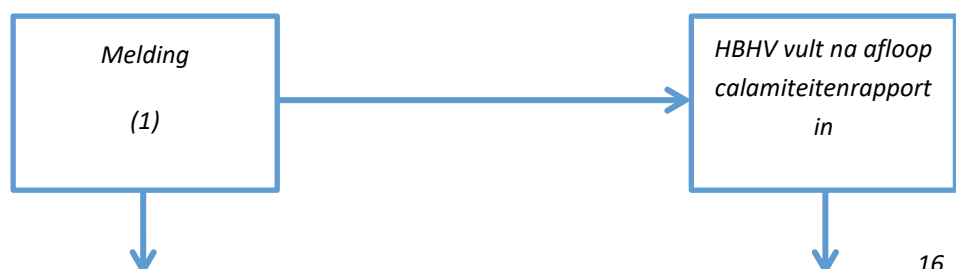 Melding
(1)
HBHV vult na afloop
calamiteitenrapport
in
16